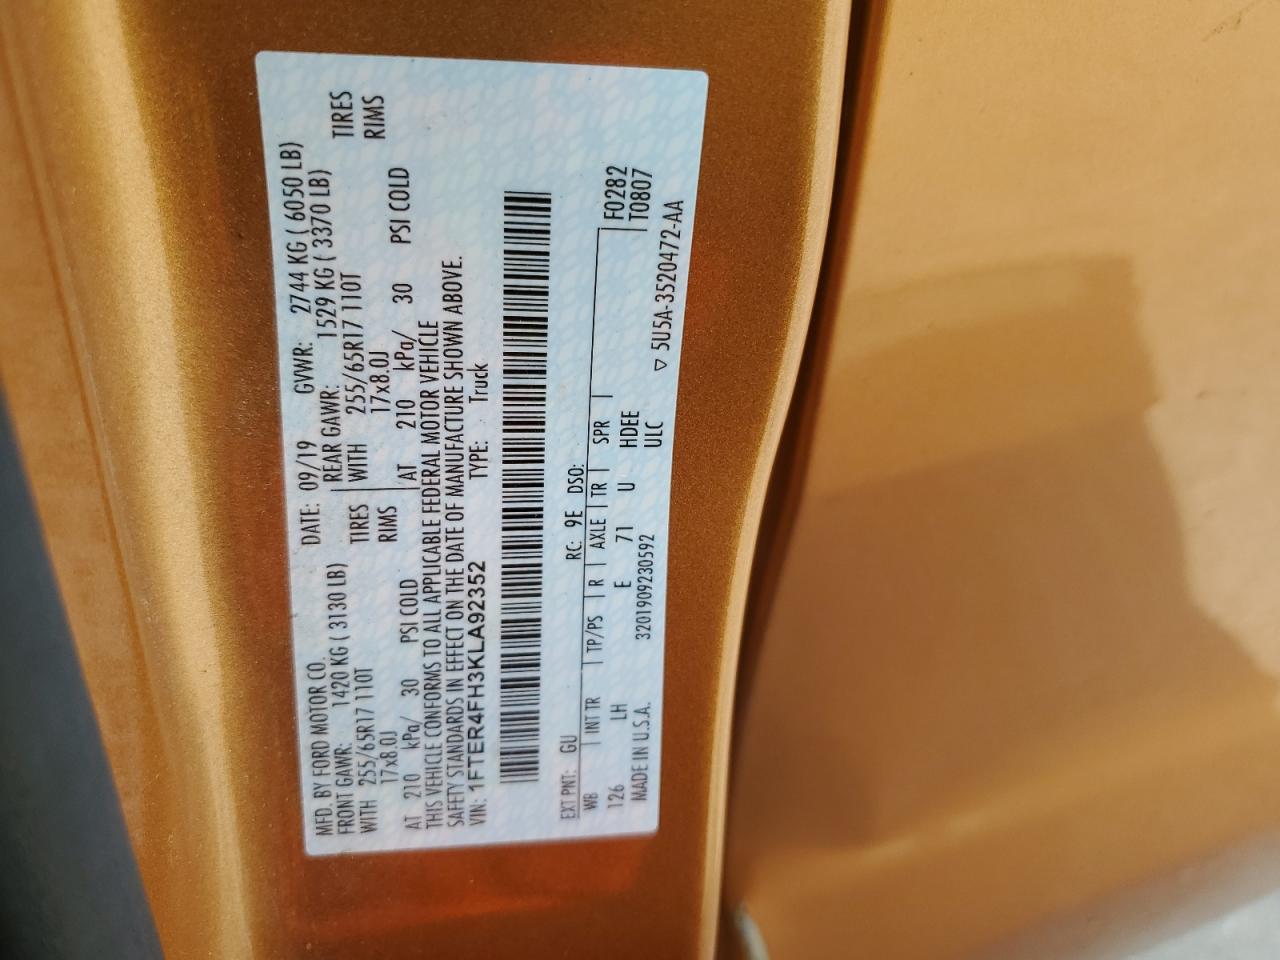 MFD. BY FORD MOTOR CO. DATE: 09/19 GVWR: 2744 KG ( 6050 LB)
FRONT GAWR: 1420 KG ( 3130 LB) REAR GAWR: 1529 KG ( 3370 LB)
WITH 255/65R17 110T TIRES WITH 255/65R17 110T TIRES
17x8.0J RIMS 17x8.0J RIMS
AT 210 kPa/ 30 PSI COLD AT 210 kPa/ 30 PSI COLD
THIS VEHICLE CONFORMS TO ALL APPLICABLE FEDERAL MOTOR VEHICLE
SAFETY STANDARDS IN EFFECT ON THE DATE OF MANUFACTURE SHOWN ABOVE.
VIN: 1FTER4FH3KLA92352 TYPE: Truck
EXT PNT: GU RC: 9E DSO:
WB INT TR TP/PS R AXLE TR SPR F0282
126 LH E 71 U HDEE T0807
MADE IN U.S.A. 3201909230592 ULC ▽ 5U5A-3520472-AA